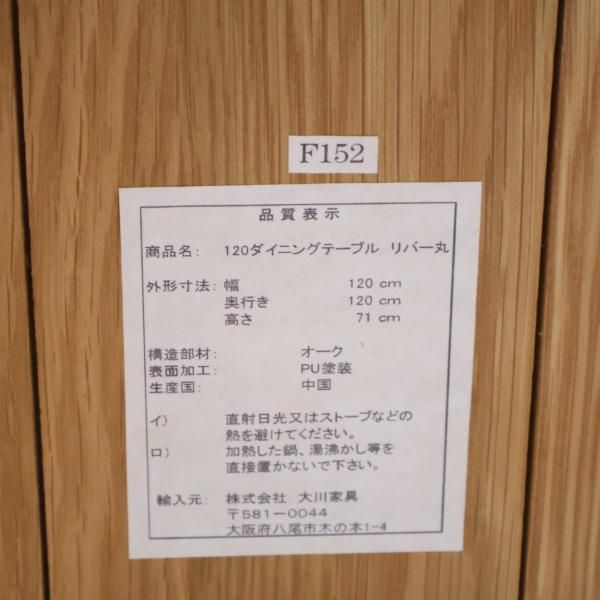 F152
品質表示
商品名: 120ダイニングテーブル リバー丸
外形寸法: 幅 120 cm
奥行き 120 cm
高さ 71 cm
構造部材: オーク
表面加工: PU塗装
生産国: 中国
イ) 直射日光又はストーブなどの
熱を避けてください。
ロ) 加熱した鍋、湯沸かし等を
直接置かないで下さい。
輸入元: 株式会社 大川家具
〒581-0044
大阪府八尾市木の本1-4